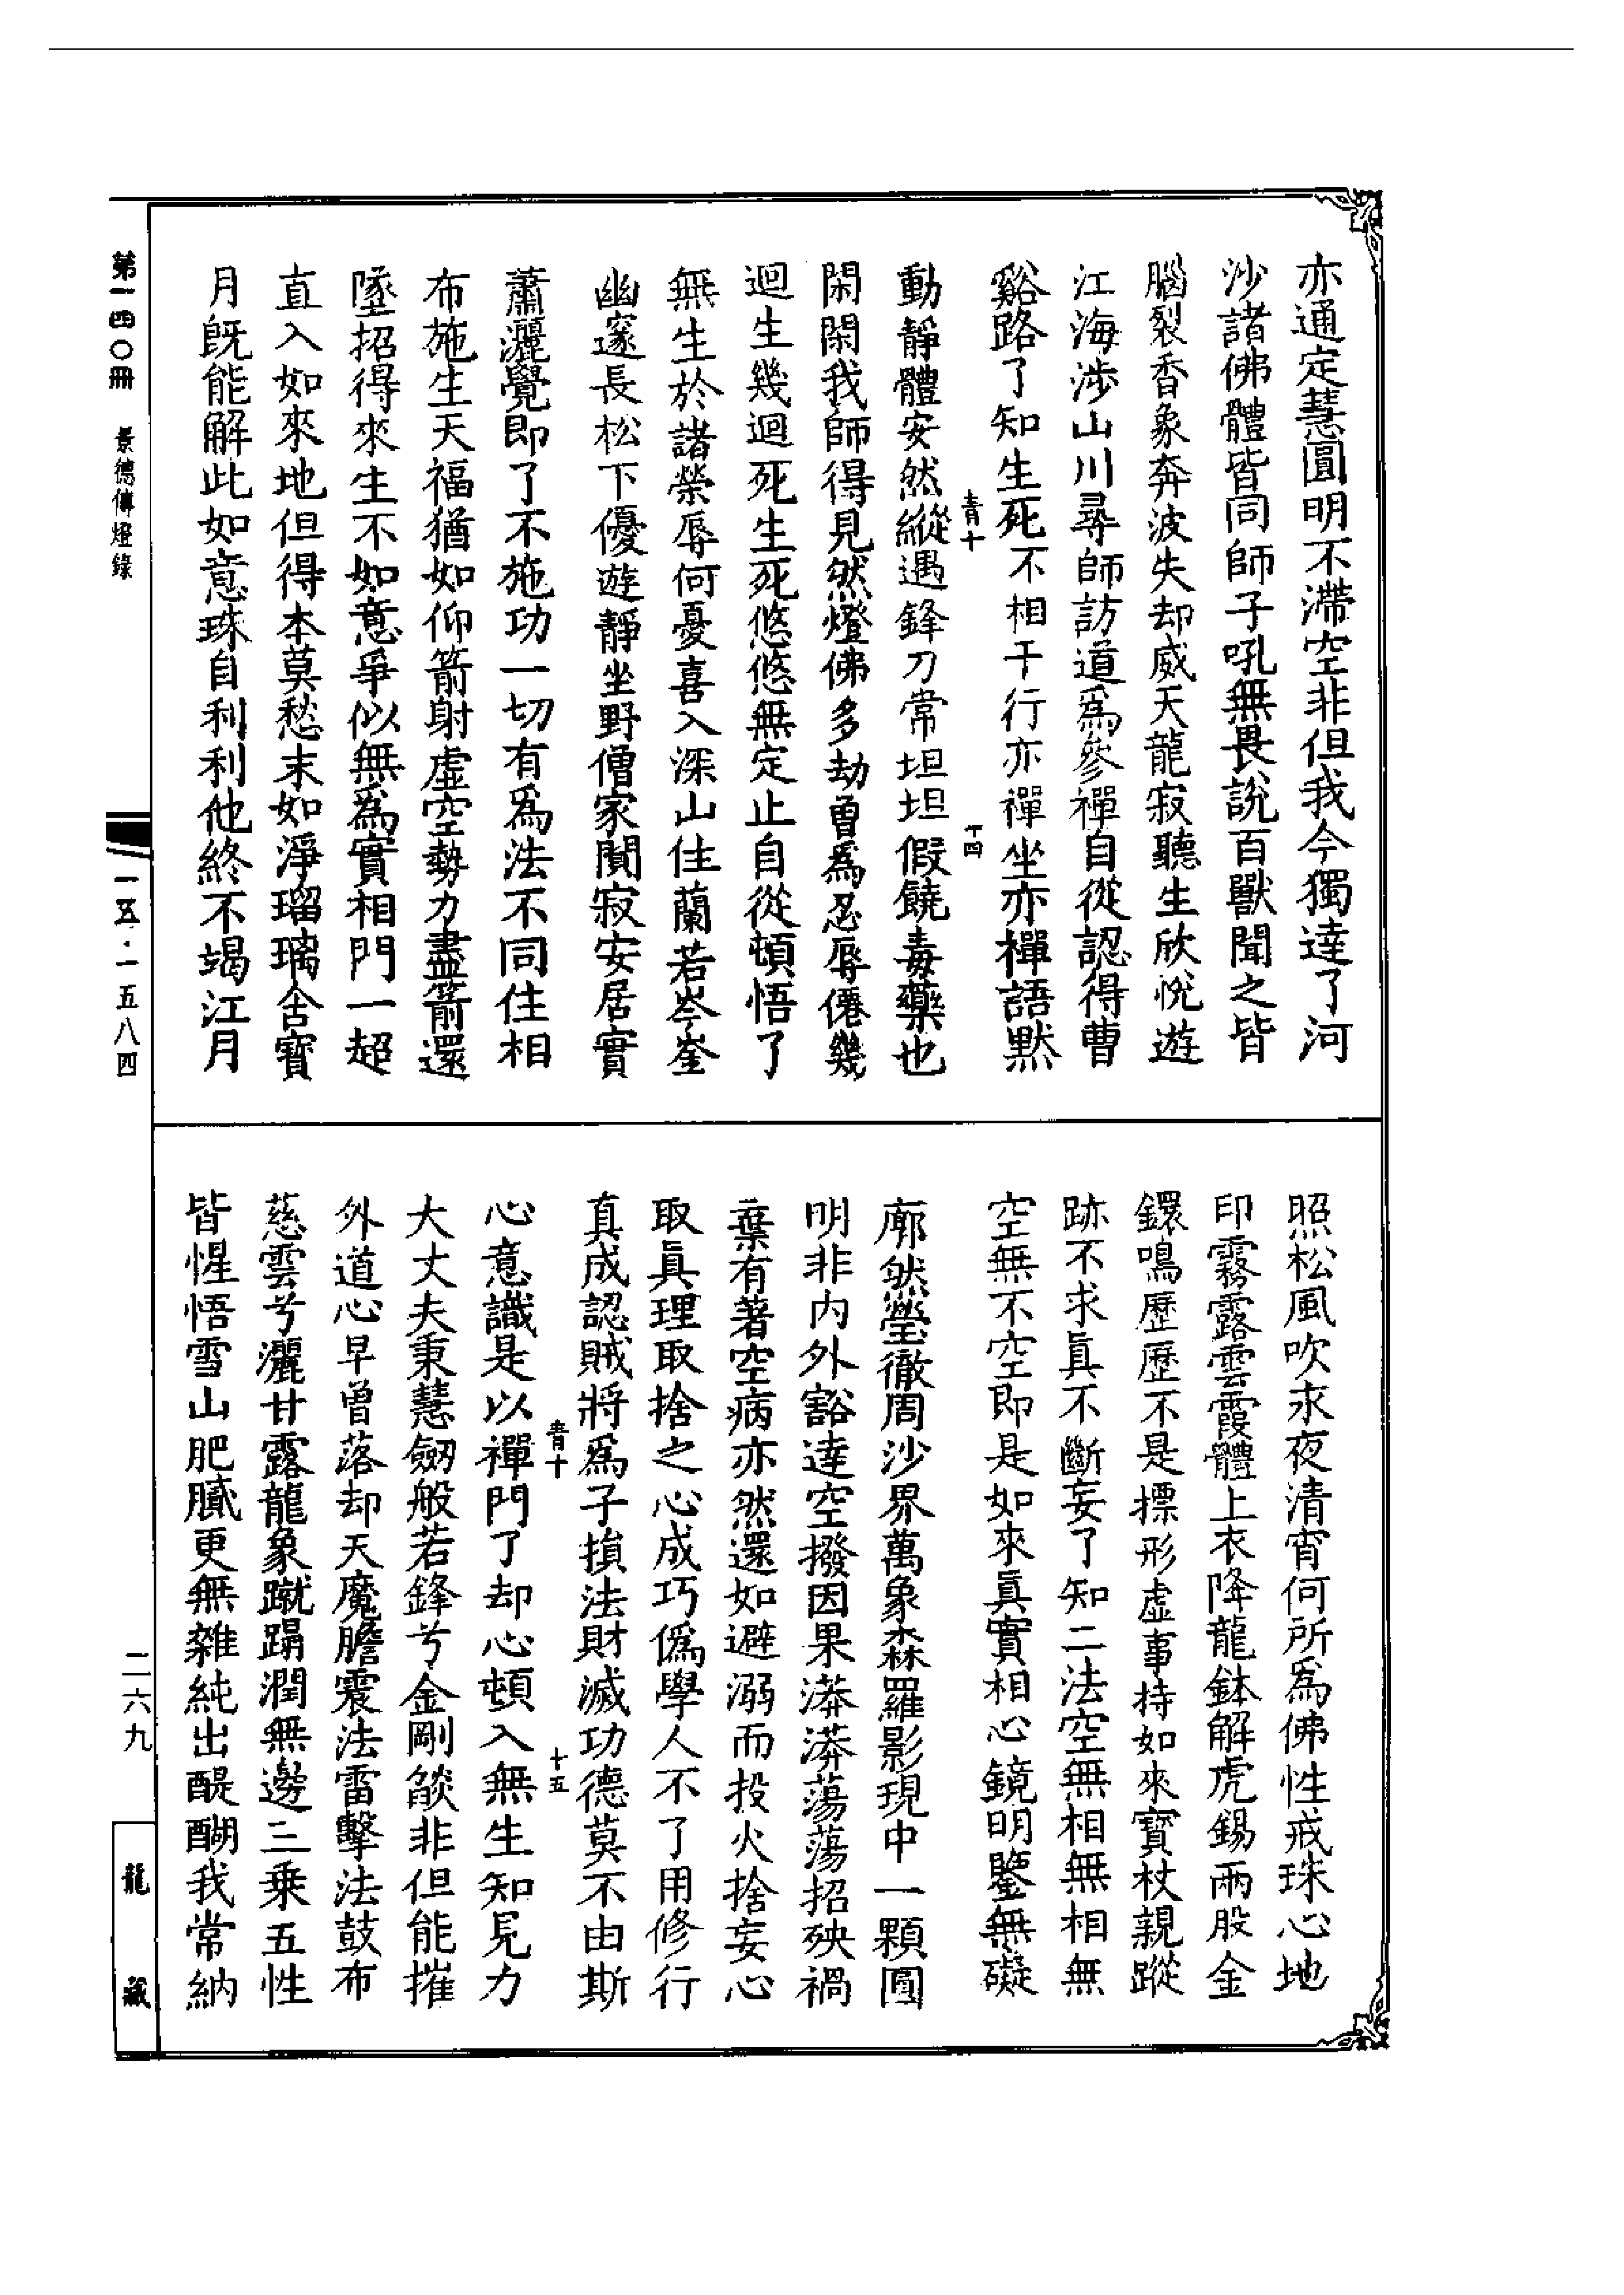 亦通定慧圓明不滯空非但我今獨達了河
沙諸佛體皆同師子吼無畏說百獸聞之皆
腦裂香象奔波失却威天龍寂聽生欣悅遊
江海涉山川尋師訪道爲參禪自從認得曹
谿路了知生死不相干行亦禪坐亦禪語默
青十
十四
動靜體安然縱遇鋒刀常坦坦假饒毒藥也
閑閑我師得見然燈佛多劫曾爲忍辱僊幾
迴生幾迴死生死悠悠無定止自從頓悟了
無生於諸榮辱何憂喜入深山住蘭若岑崟
幽邃長松下優遊靜坐野僧家闃寂安居實
蕭灑覺即了不施功一切有爲法不同住相
布施生天福猶如仰箭射虛空勢力盡箭還
墜招得來生不如意爭似無爲實相門一超
直入如來地但得本莫愁末如淨瑠璃含寶
月旣能解此如意珠自利利他終不竭江月
照松風吹永夜清宵何所爲佛性戒珠心地
印霧露雲霞體上衣降龍鉢解虎錫兩股金
鐶鳴歷歷不是摽形虛事持如來寶杖親蹤
跡不求眞不斷妄了知二法空無相無相無
空無不空即是如來眞實相心鏡明鑒無礙
廓然瑩徹周沙界萬象森羅影現中一顆圓
明非內外豁達空撥因果漭漭蕩蕩招殃禍
棄有著空病亦然還如避溺而投火捨妄心
取眞理取捨之心成巧僞學人不了用修行
真成認賊將爲子損法財滅功德莫不由斯
青十
十五
心意識是以禪門了却心頓入無生知見力
大丈夫秉慧劒般若鋒兮金剛燄非但能摧
外道心早曾落却天魔膽震法雷擊法鼓布
慈雲兮灑甘露龍象蹴蹋潤無邊三乘五性
皆惺悟雪山肥膩更無雜純出醍醐我常納
第一四〇冊 景德傳燈錄
一五·一五八四
二六九
龍藏